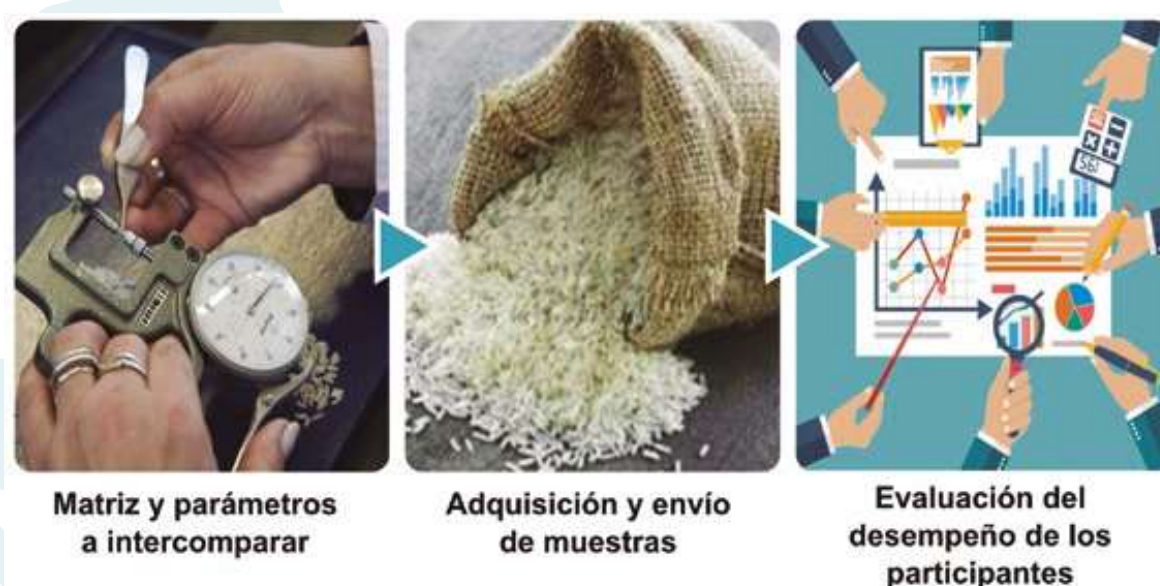 Matriz y parámetros
a intercomparar
Adquisición y envío
de muestras
Evaluación del
desempeño de los
participantes